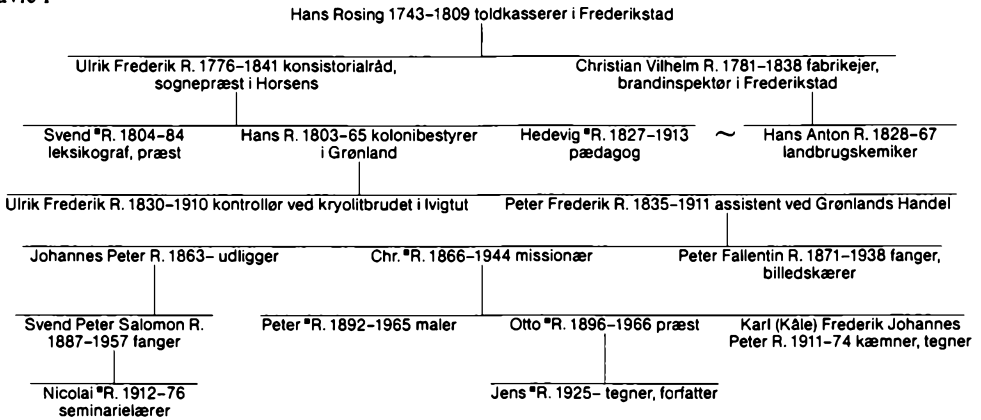 Hans Rosing 1743–1809 toldkasserer i Frederikstad
Ulrik Frederik R. 1776–1841 konsistorialråd,
sognepræst i Horsens
Christian Vilhelm R. 1781–1838 fabrikejer,
brandinspektør i Frederikstad
Svend *R. 1804–84
leksikograf, præst
Hans R. 1803–65 kolonibestyrer
i Grønland
Hedevig *R. 1827–1913
pædagog
~
Hans Anton R. 1828–67
landbrugskemiker
Ulrik Frederik R. 1830–1910 kontrollør ved kryolitbrudet i Ivigtut
Peter Frederik R. 1835–1911 assistent ved Grønlands Handel
Johannes Peter R. 1863– udligger
Chr. *R. 1866–1944 missionær
Peter Fallentin R. 1871–1938 fanger,
billedskærer
Svend Peter Salomon R.
1887–1957 fanger
Peter *R. 1892–1965 maler
Otto *R. 1896–1966 præst
Karl (Kåle) Frederik Johannes
Peter R. 1911–74 kæmner, tegner
Nicolai *R. 1912–76
seminarielærer
Jens *R. 1925– tegner, forfatter